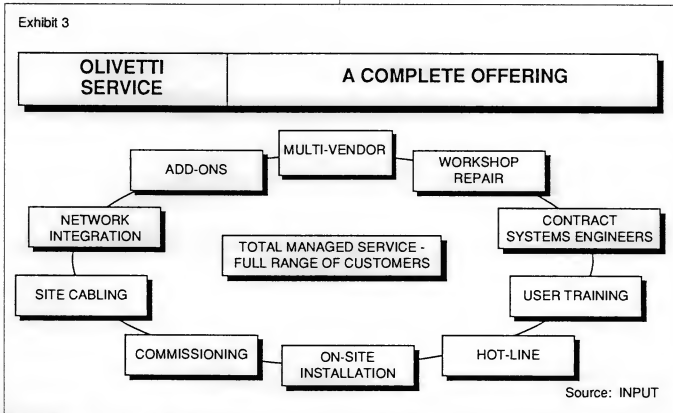 Exhibit 3
OLIVETTI
SERVICE
A COMPLETE OFFERING
MULTI-VENDOR
ADD-ONS
WORKSHOP
REPAIR
NETWORK
INTEGRATION
CONTRACT
SYSTEMS ENGINEERS
TOTAL MANAGED SERVICE -
FULL RANGE OF CUSTOMERS
SITE CABLING
USER TRAINING
COMMISSIONING
ON-SITE
INSTALLATION
HOT-LINE
Source: INPUT